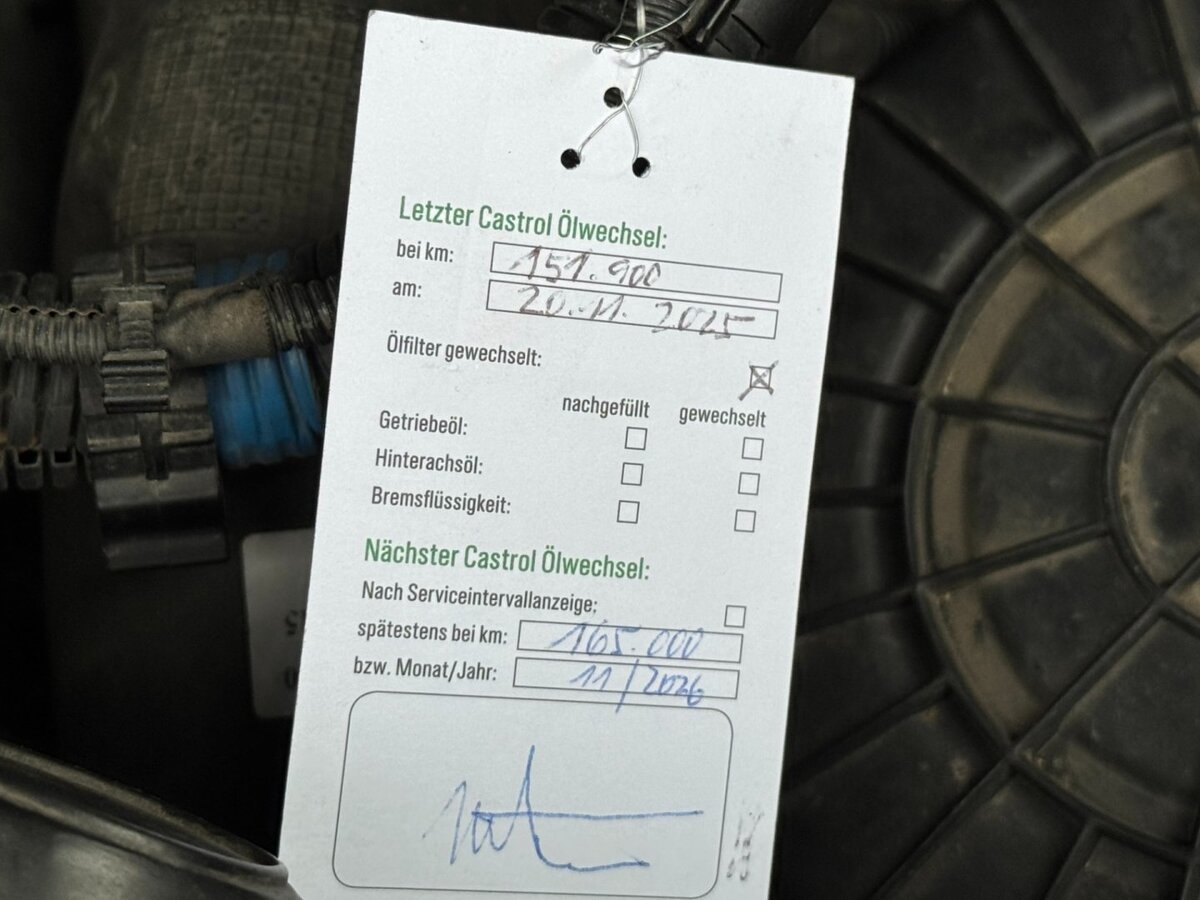 Letzter Castrol Ölwechsel:
bei km: 151.900
am: 20.11.2025
Ölfilter gewechselt:
nachgefüllt gewechselt
Getriebeöl:
Hinterachsöl:
Bremsflüssigkeit:
Nächster Castrol Ölwechsel:
Nach Serviceintervallanzeige;
spätestens bei km: 165.000
bzw. Monat/Jahr: 11/2026